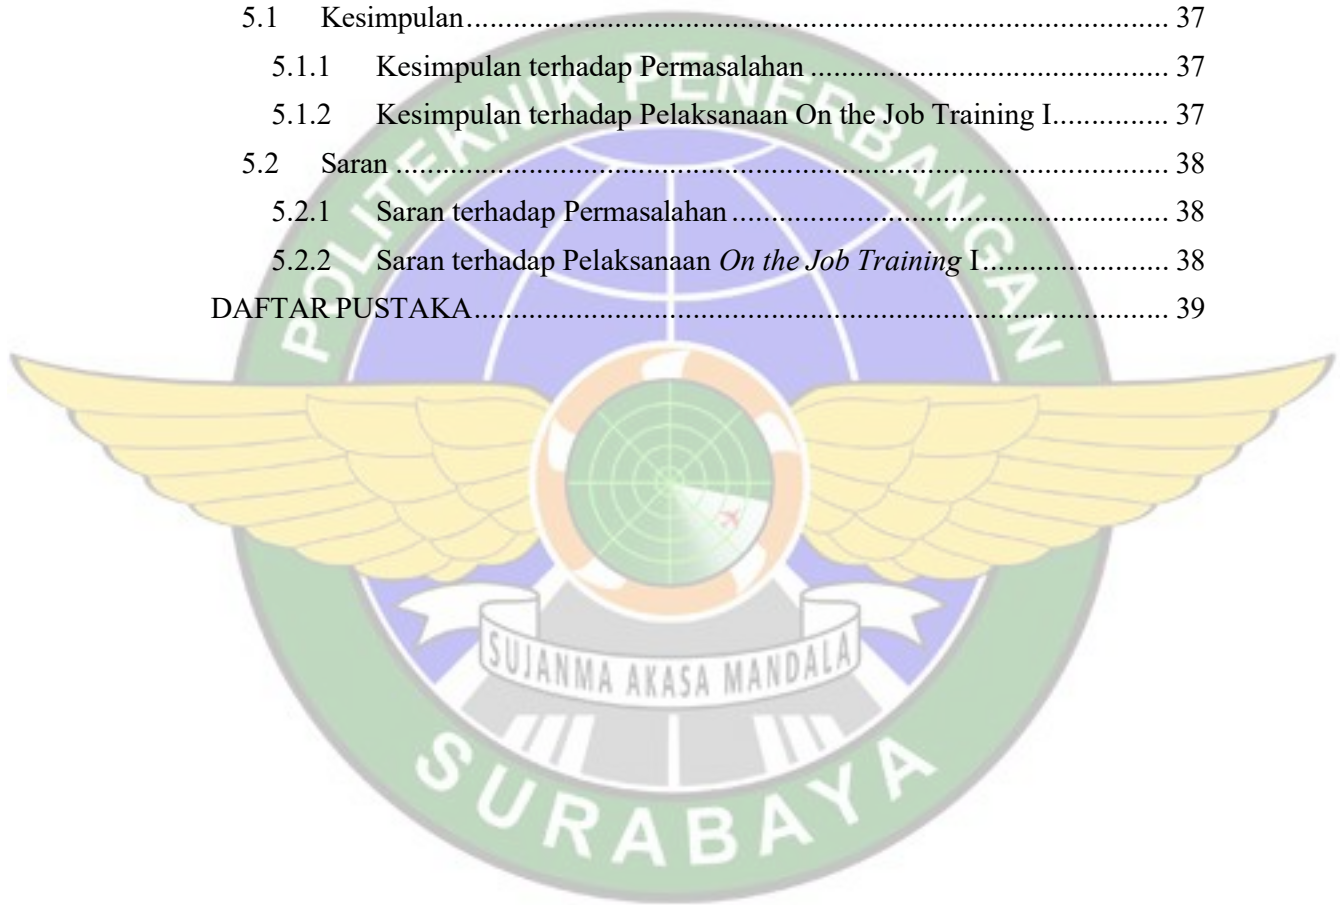 5.1 Kesimpulan.......................................................................................... 37
5.1.1 Kesimpulan terhadap Permasalahan .............................................. 37
5.1.2 Kesimpulan terhadap Pelaksanaan On the Job Training I............... 37
5.2 Saran .................................................................................................... 38
5.2.1 Saran terhadap Permasalahan ........................................................ 38
5.2.2 Saran terhadap Pelaksanaan On the Job Training I........................ 38
DAFTAR PUSTAKA.......................................................................................... 39
POLITEKNIK PENERBANGAN
SUJANMA AKASA MANDALA
SURABAYA